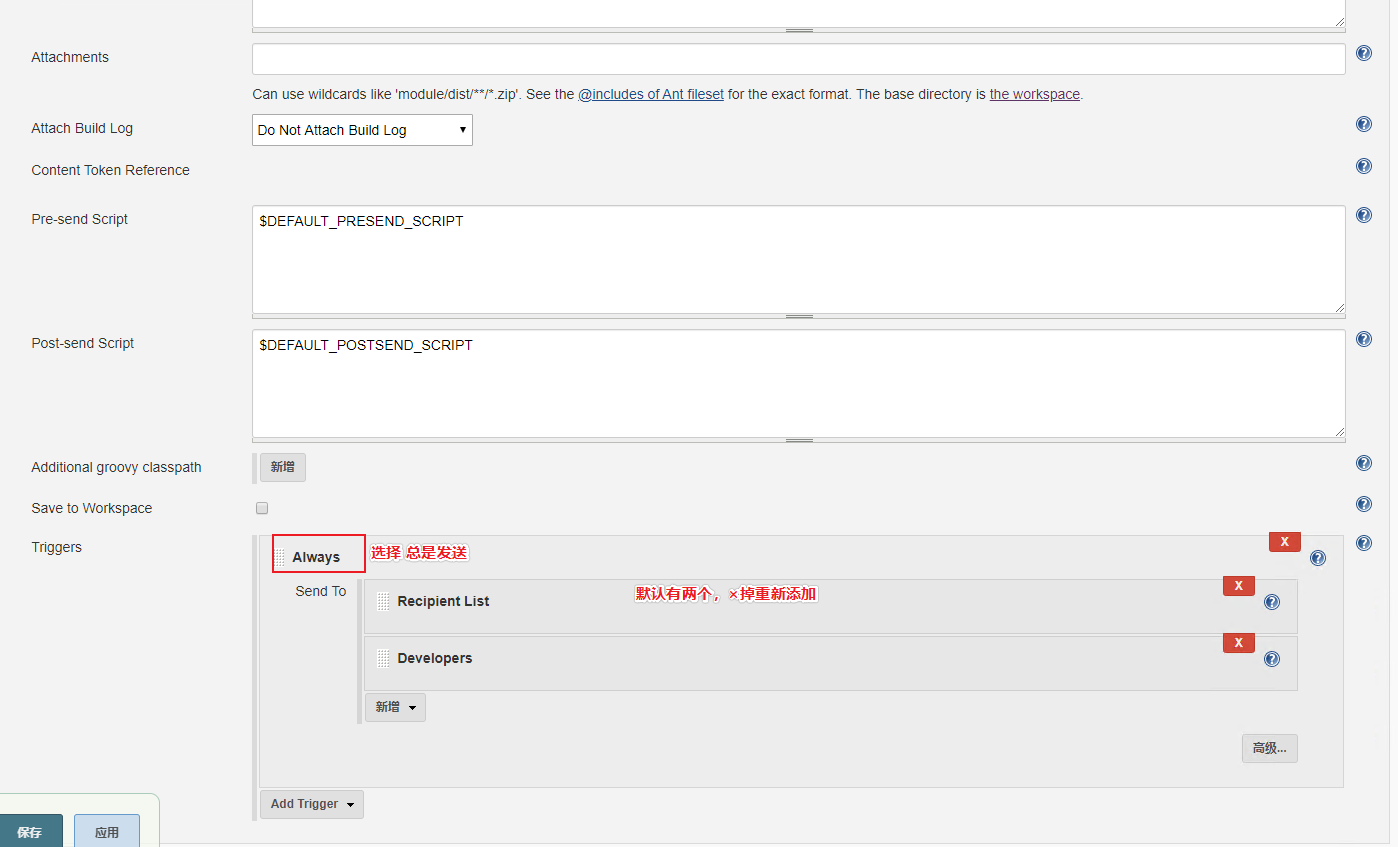 Attachments
Can use wildcards like 'module/dist/**/*.zip'. See the @includes of Ant fileset for the exact format. The base directory is the workspace.
Attach Build Log
Do Not Attach Build Log
Content Token Reference
Pre-send Script
$DEFAULT_PRESEND_SCRIPT
Post-send Script
$DEFAULT_POSTSEND_SCRIPT
Additional groovy classpath
新增
Save to Workspace
Triggers
Always
选择 总是发送
X
Send To
Recipient List
默认有两个，×掉重新添加
X
Developers
X
新增
高级...
Add Trigger
保存
应用